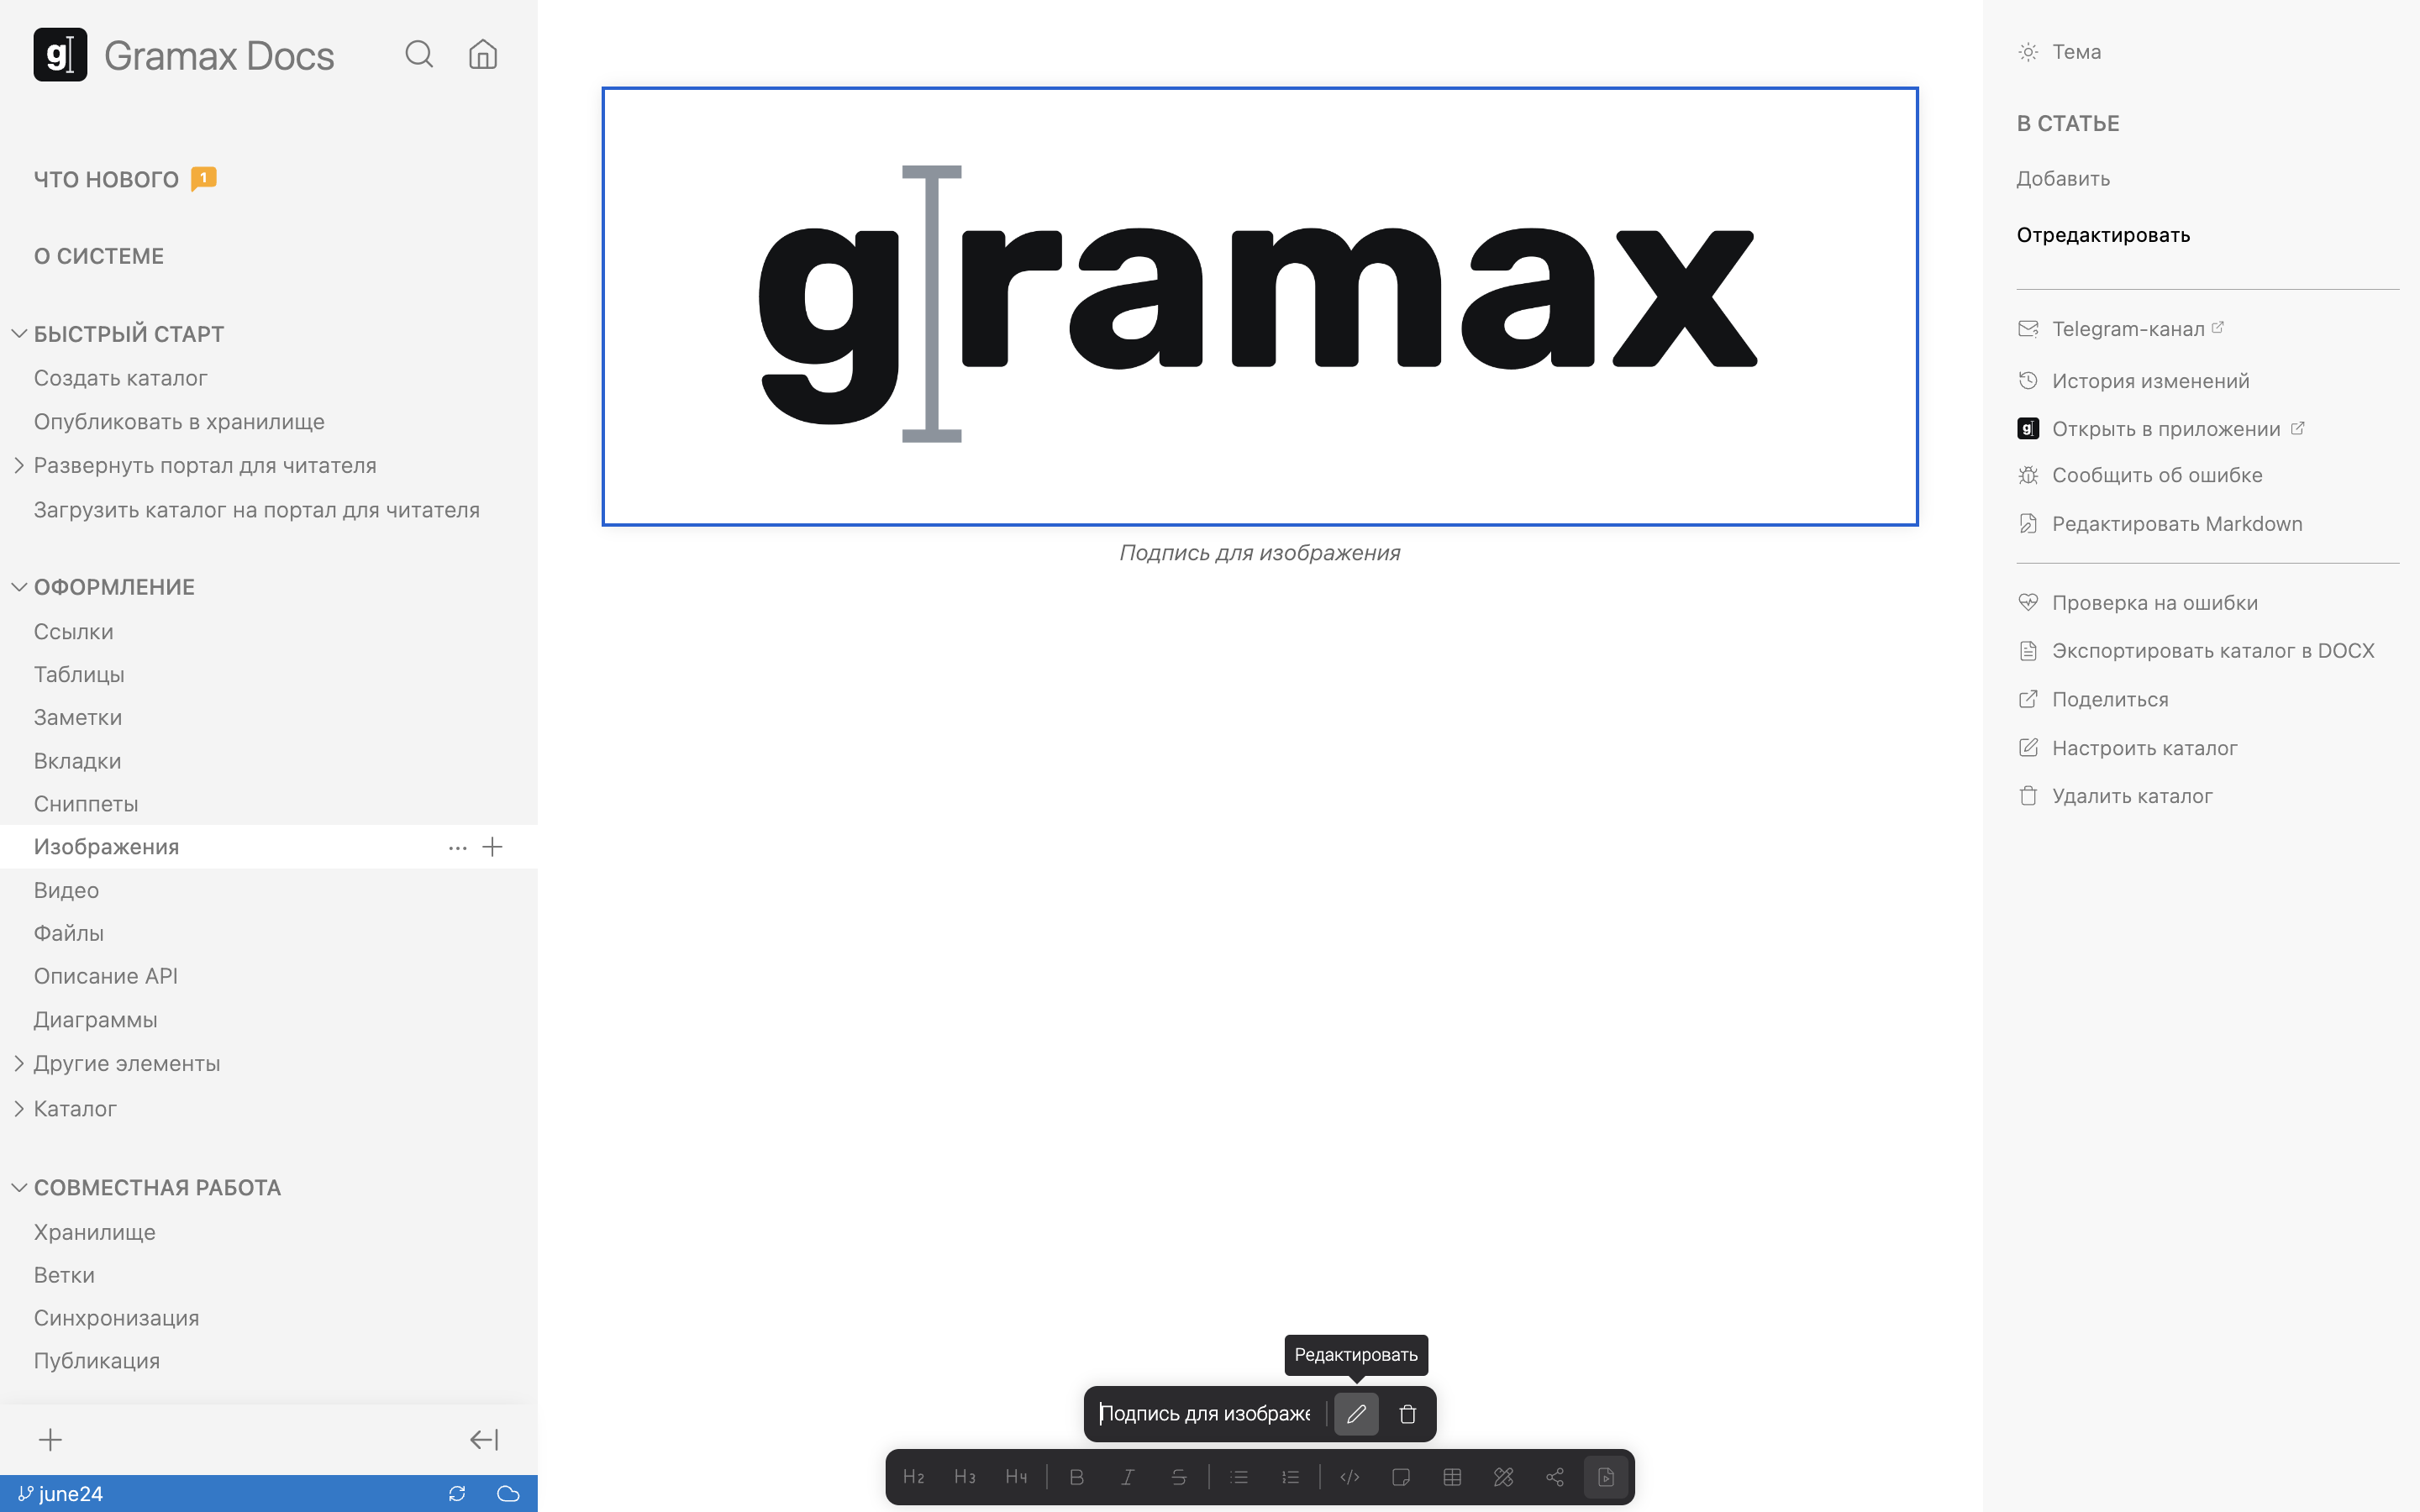 g Gramax Docs
ЧТО НОВОГО 1
О СИСТЕМЕ
БЫСТРЫЙ СТАРТ
Создать каталог
Опубликовать в хранилище
Развернуть портал для читателя
Загрузить каталог на портал для читателя
ОФОРМЛЕНИЕ
Ссылки
Таблицы
Заметки
Вкладки
Сниппеты
Изображения
Видео
Файлы
Описание API
Диаграммы
Другие элементы
Каталог
СОВМЕСТНАЯ РАБОТА
Хранилище
Ветки
Синхронизация
Публикация
june24
gramax
Подпись для изображения
Редактировать
Подпись для изображе
H2 H3 H4 B I S
Тема
В СТАТЬЕ
Добавить
Отредактировать
Telegram-канал
История изменений
g Открыть в приложении
Сообщить об ошибке
Редактировать Markdown
Проверка на ошибки
Экспортировать каталог в DOCX
Поделиться
Настроить каталог
Удалить каталог